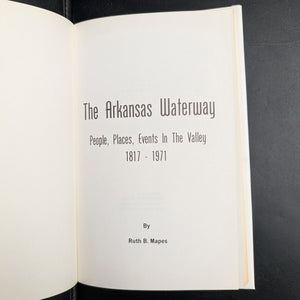 The Arkansas Waterway
People, Places, Events In The Valley
1817 - 1971
By
Ruth B. Mapes